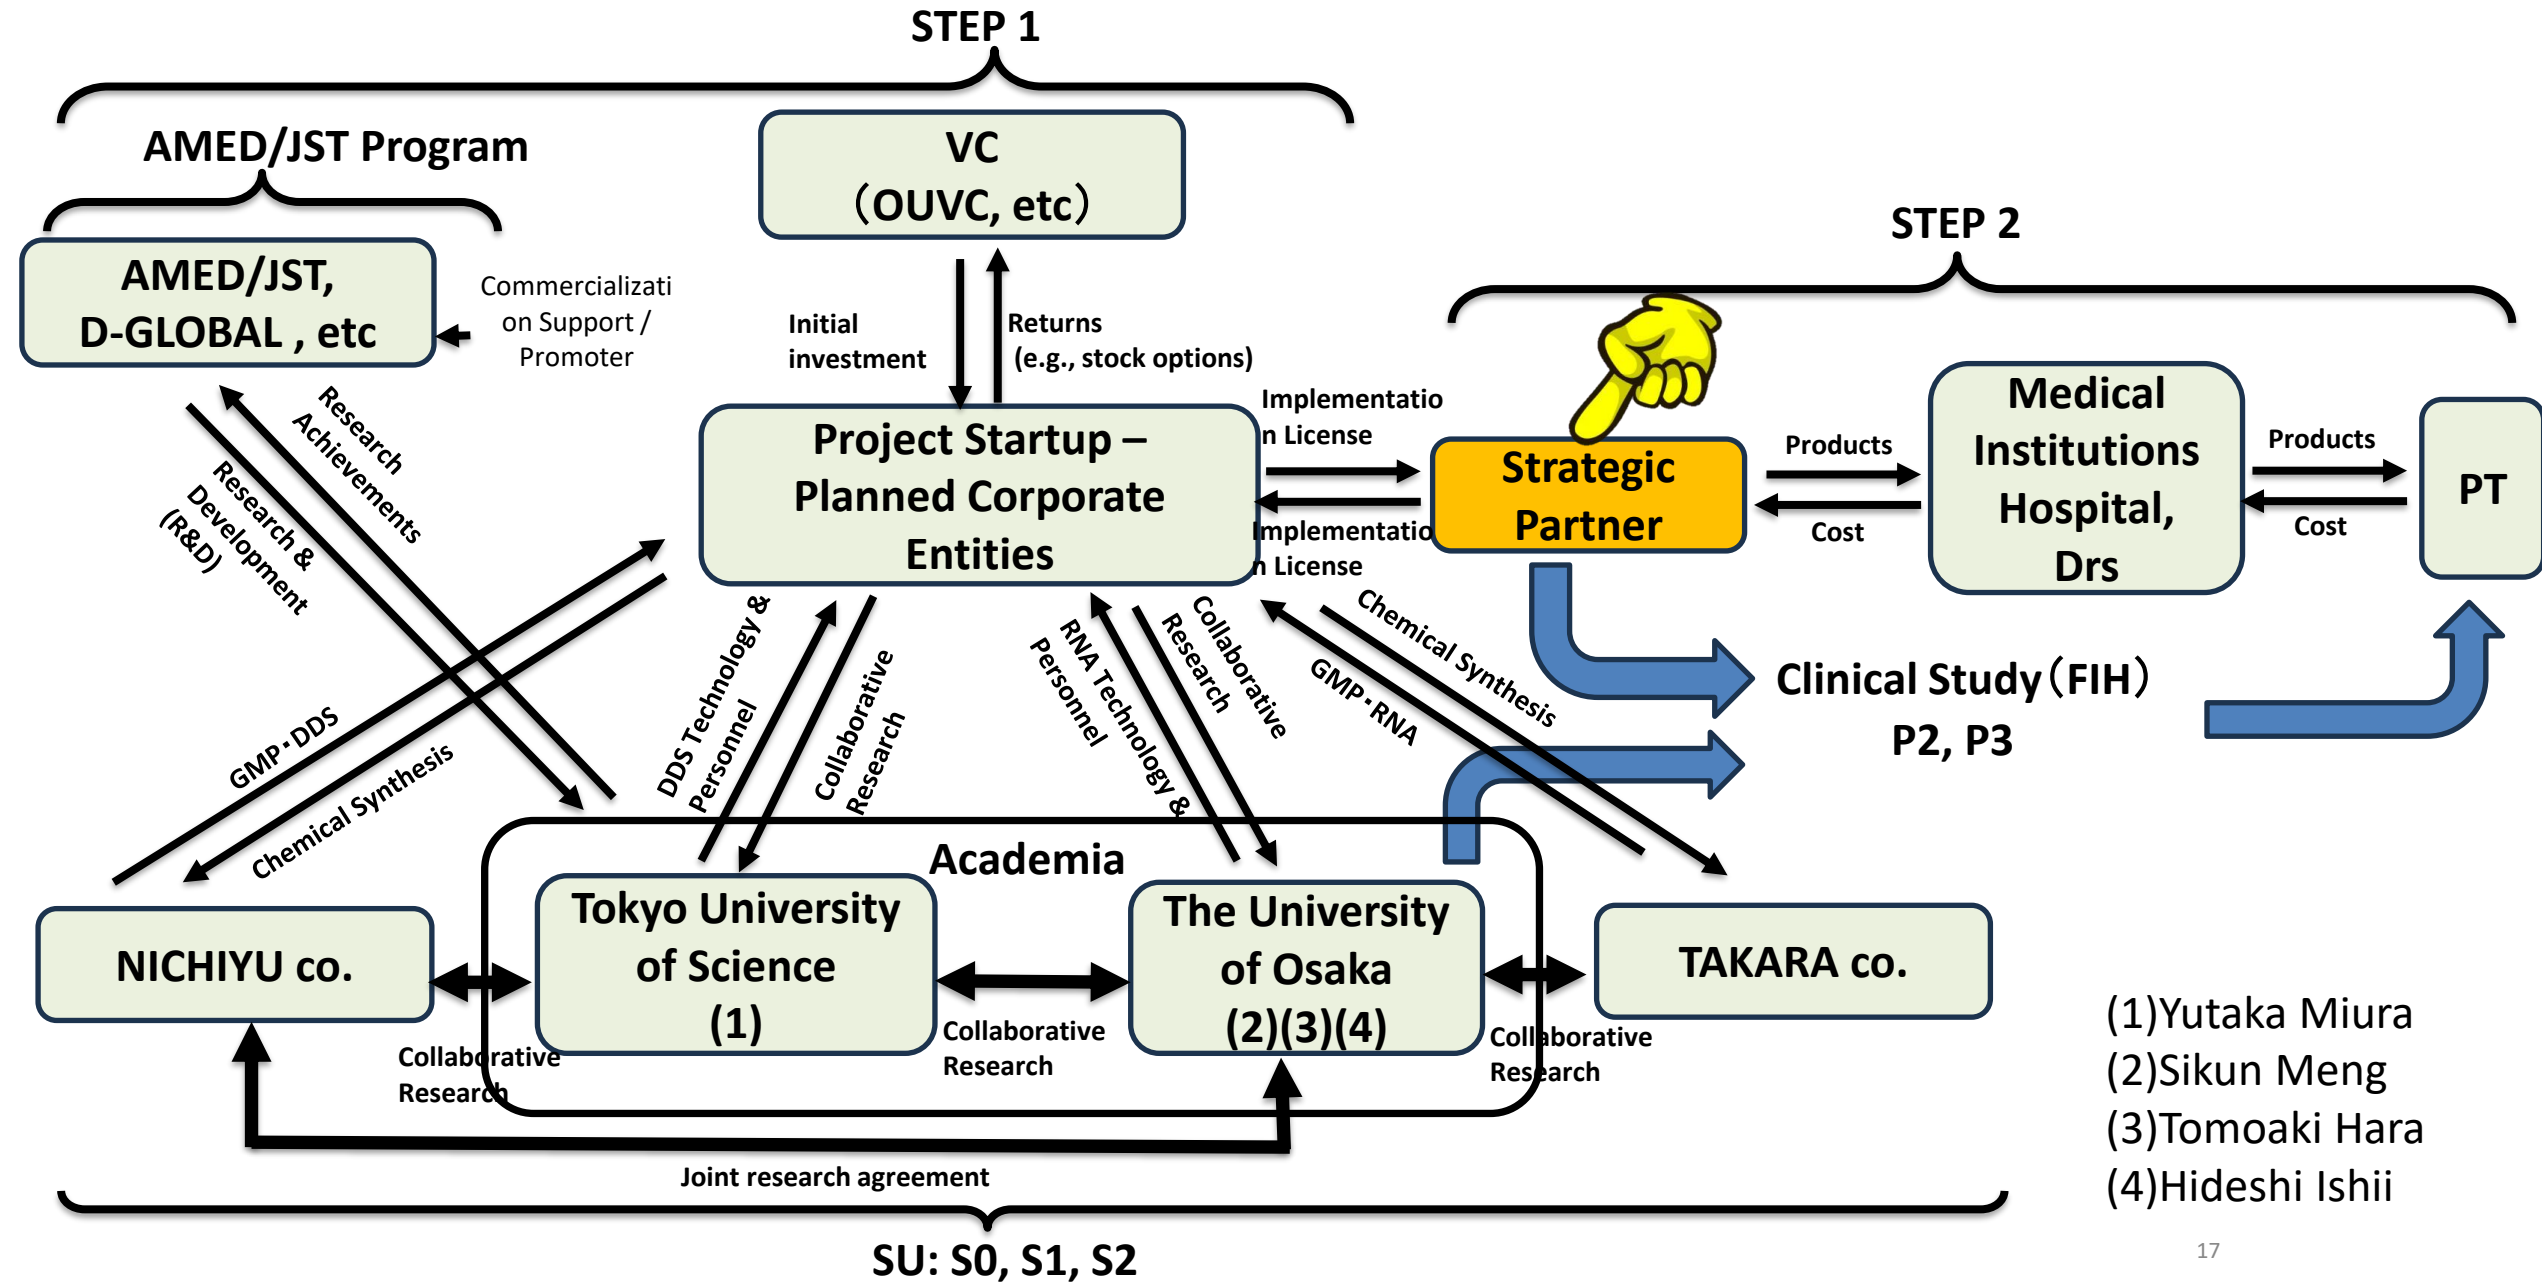 STEP 1
AMED/JST Program
VC
（OUVC, etc）
AMED/JST,
D-GLOBAL , etc
Commercializati
on Support /
Promoter
Initial
investment
Returns
(e.g., stock options)
STEP 2
Research
Achievements
Research &
Development
(R&D)
Project Startup –
Planned Corporate
Entities
Implementatio
n License
Implementatio
n License
Strategic
Partner
Products
Cost
Medical
Institutions
Hospital,
Drs
Products
Cost
PT
GMP・DDS
Chemical Synthesis
DDS Technology &
Personnel
Collaborative
Research
RNA Technology &
Personnel
Collaborative
Research
Chemical Synthesis
GMP・RNA
Clinical Study（FIH）
P2, P3
Academia
NICHIYU co.
Tokyo University
of Science
(1)
The University
of Osaka
(2)(3)(4)
TAKARA co.
Collaborative
Research
Collaborative
Research
Collaborative
Research
Joint research agreement
SU: S0, S1, S2
(1)Yutaka Miura
(2)Sikun Meng
(3)Tomoaki Hara
(4)Hideshi Ishii
17